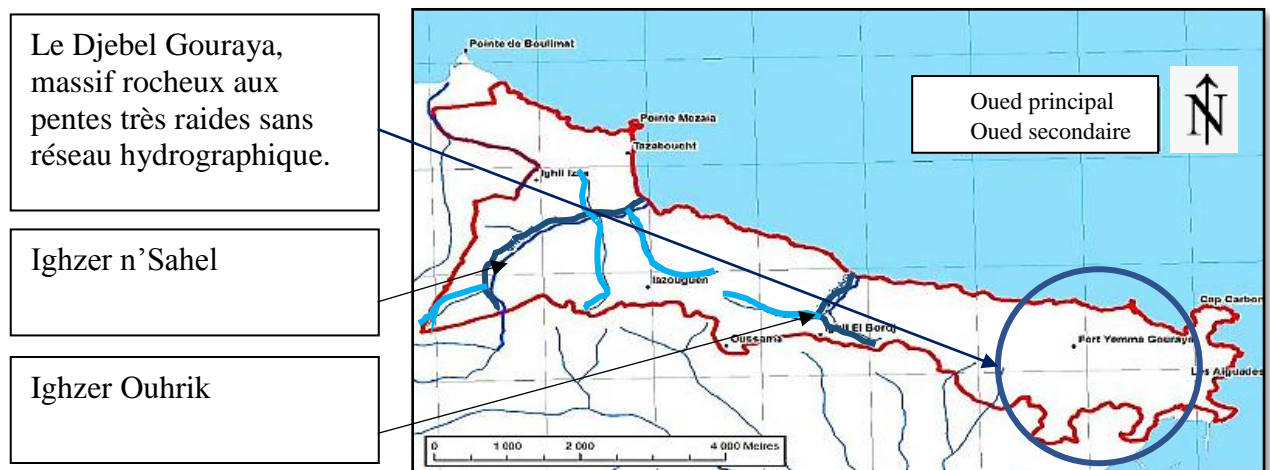 Le Djebel Gouraya,
massif rocheux aux
pentes très raides sans
réseau hydrographique.
Ighzer n’Sahel
Ighzer Ouhrik
Pointe de Boulimat
Oued principal
Oued secondaire
N
Pointe Mezaia
Tazaboucht
Ighil Izza
Iazouguen
Oussama
Ighil El Bordj
Cap Carbon
Fort Yemma Gouraya
Les Aiguades
0 1 000 2 000 4 000 Metres